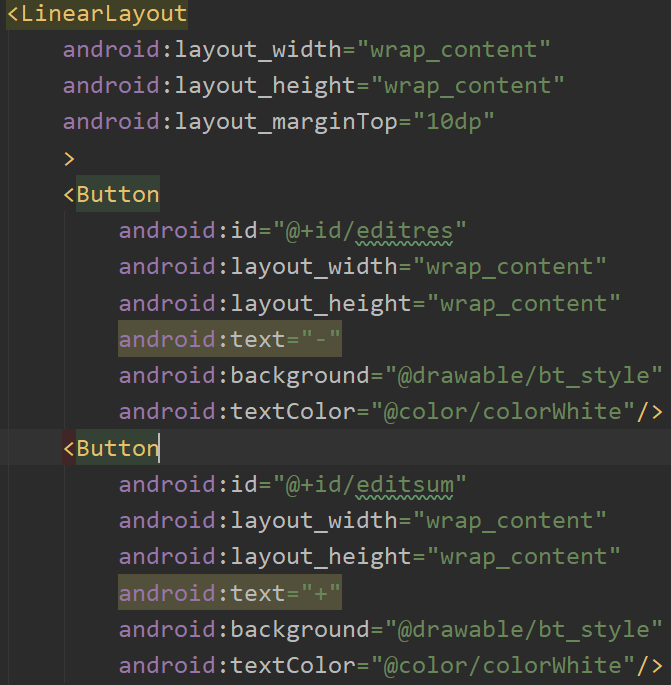 <LinearLayout
android:layout_width="wrap_content"
android:layout_height="wrap_content"
android:layout_marginTop="10dp"
>
<Button
android:id="@+id/editres"
android:layout_width="wrap_content"
android:layout_height="wrap_content"
android:text="-"
android:background="@drawable/bt_style"
android:textColor="@color/colorWhite"/>
<Button
android:id="@+id/editsum"
android:layout_width="wrap_content"
android:layout_height="wrap_content"
android:text="+"
android:background="@drawable/bt_style"
android:textColor="@color/colorWhite"/>